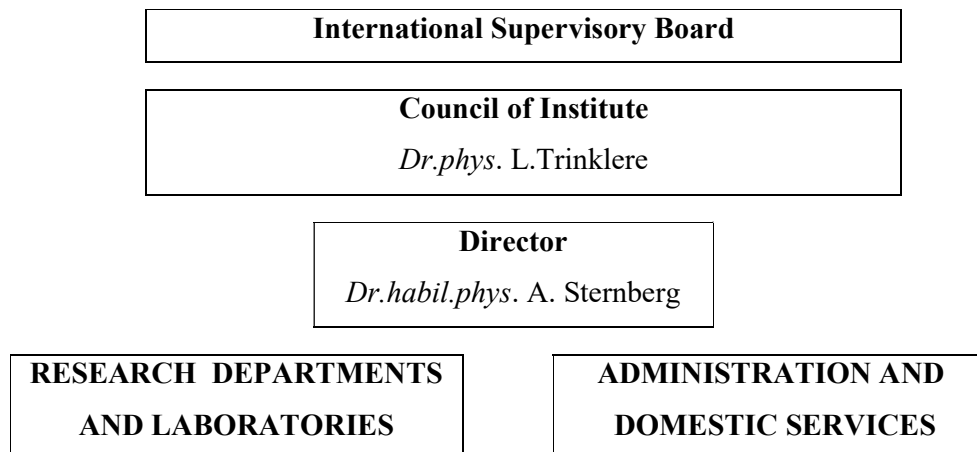 International Supervisory Board
Council of Institute
Dr.phys. L.Trinklere
Director
Dr.habil.phys. A. Sternberg
RESEARCH DEPARTMENTS
AND LABORATORIES
ADMINISTRATION AND
DOMESTIC SERVICES